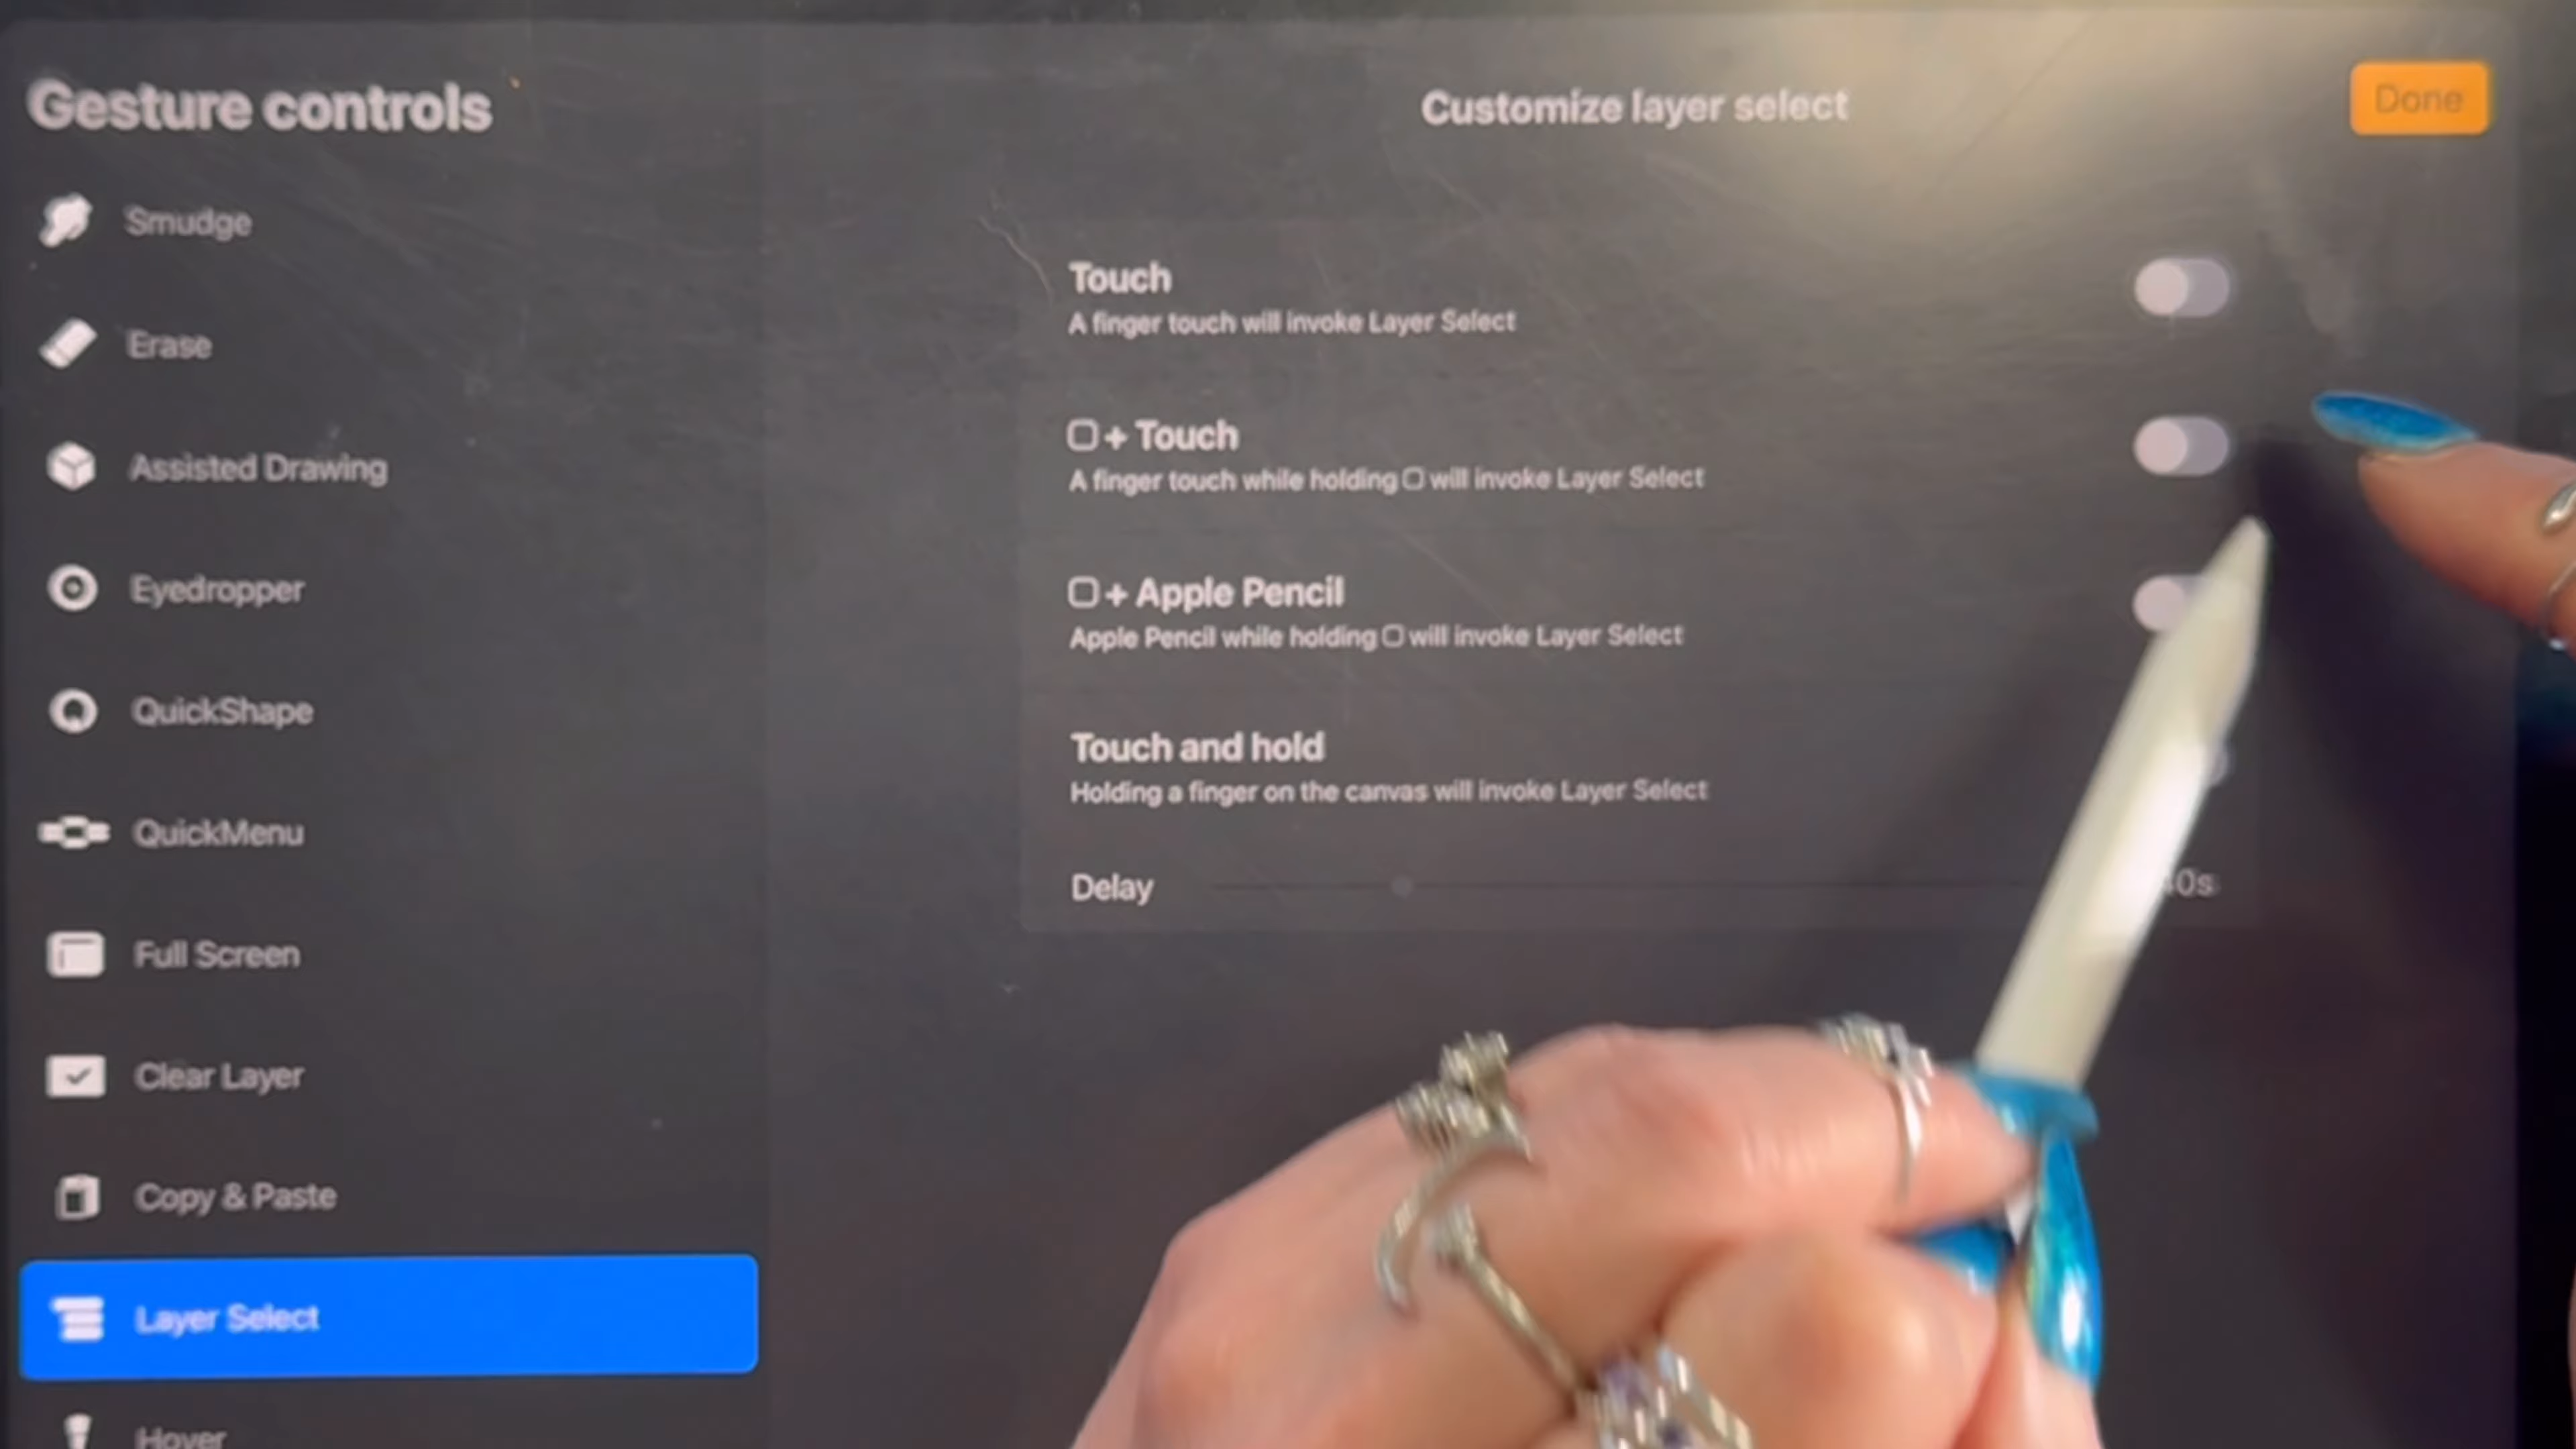 Gesture controls
Smudge
Erase
Assisted Drawing
Eyedropper
QuickShape
QuickMenu
Full Screen
Clear Layer
Copy & Paste
Layer Select
Hover
Customize layer select
Done
Touch
A finger touch will invoke Layer Select
▢ + Touch
A finger touch while holding ▢ will invoke Layer Select
▢ + Apple Pencil
Apple Pencil while holding ▢ will invoke Layer Select
Touch and hold
Holding a finger on the canvas will invoke Layer Select
Delay